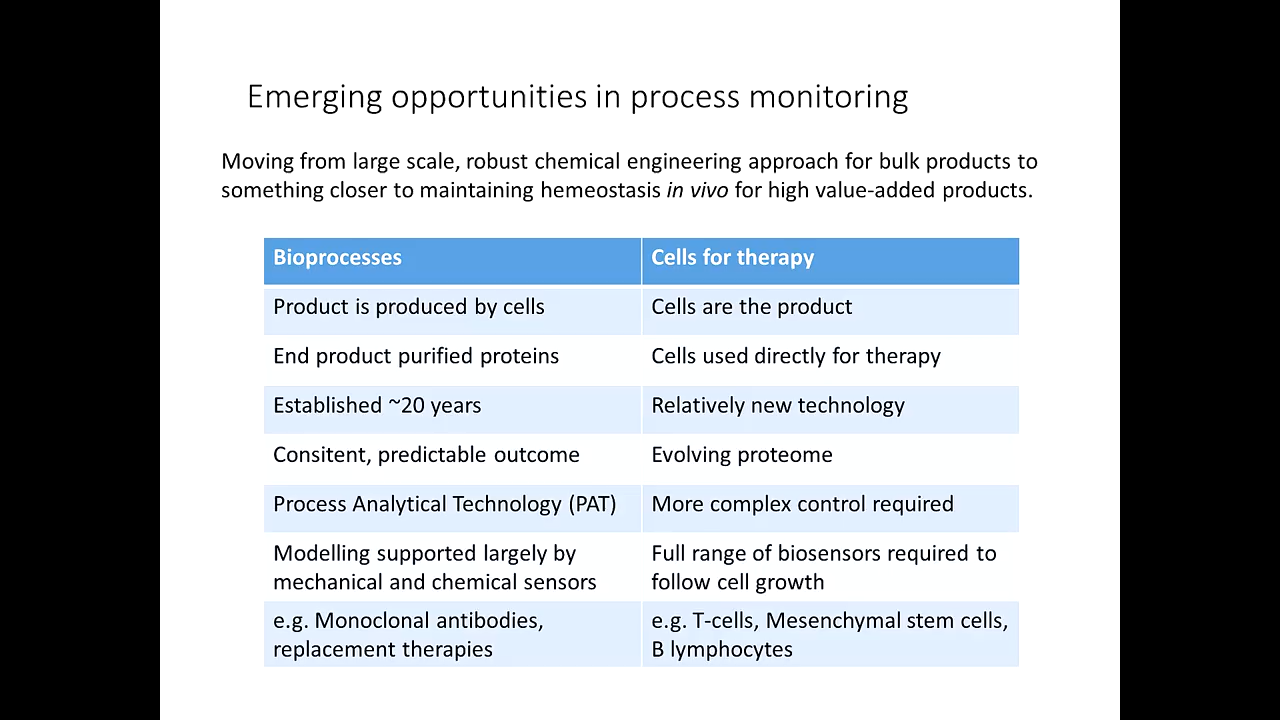 Emerging opportunities in process monitoring
Moving from large scale, robust chemical engineering approach for bulk products to
something closer to maintaining hemeostasis in vivo for high value-added products.
Bioprocesses
Cells for therapy
Product is produced by cells
Cells are the product
End product purified proteins
Cells used directly for therapy
Established ~20 years
Relatively new technology
Consitent, predictable outcome
Evolving proteome
Process Analytical Technology (PAT)
More complex control required
Modelling supported largely by
mechanical and chemical sensors
Full range of biosensors required to
follow cell growth
e.g. Monoclonal antibodies,
replacement therapies
e.g. T-cells, Mesenchymal stem cells,
B lymphocytes